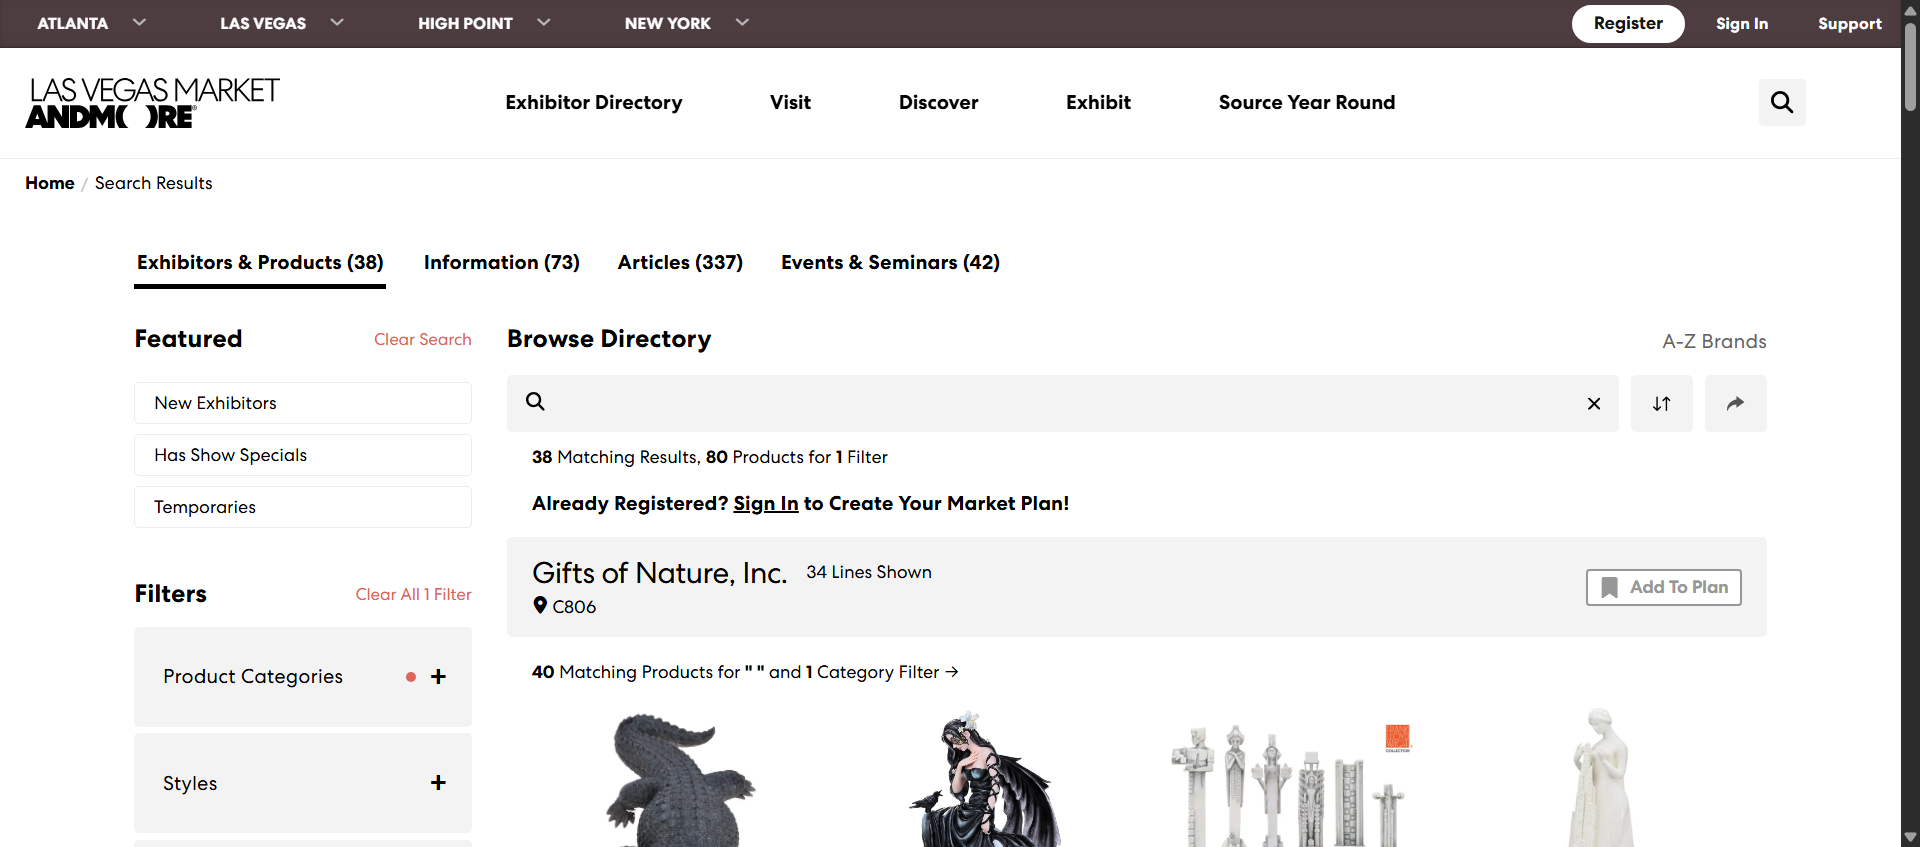 ATLANTA
LAS VEGAS
HIGH POINT
NEW YORK
Register
Sign In
Support
LAS VEGAS MARKET
ANDMORE
Exhibitor Directory
Visit
Discover
Exhibit
Source Year Round
Home / Search Results
Exhibitors & Products (38)
Information (73)
Articles (337)
Events & Seminars (42)
Featured
Clear Search
New Exhibitors
Has Show Specials
Temporaries
Filters
Clear All 1 Filter
Product Categories
Styles
Browse Directory
A-Z Brands
38 Matching Results, 80 Products for 1 Filter
Already Registered? Sign In to Create Your Market Plan!
Gifts of Nature, Inc.
34 Lines Shown
C806
Add To Plan
40 Matching Products for " " and 1 Category Filter →
COLLECTION